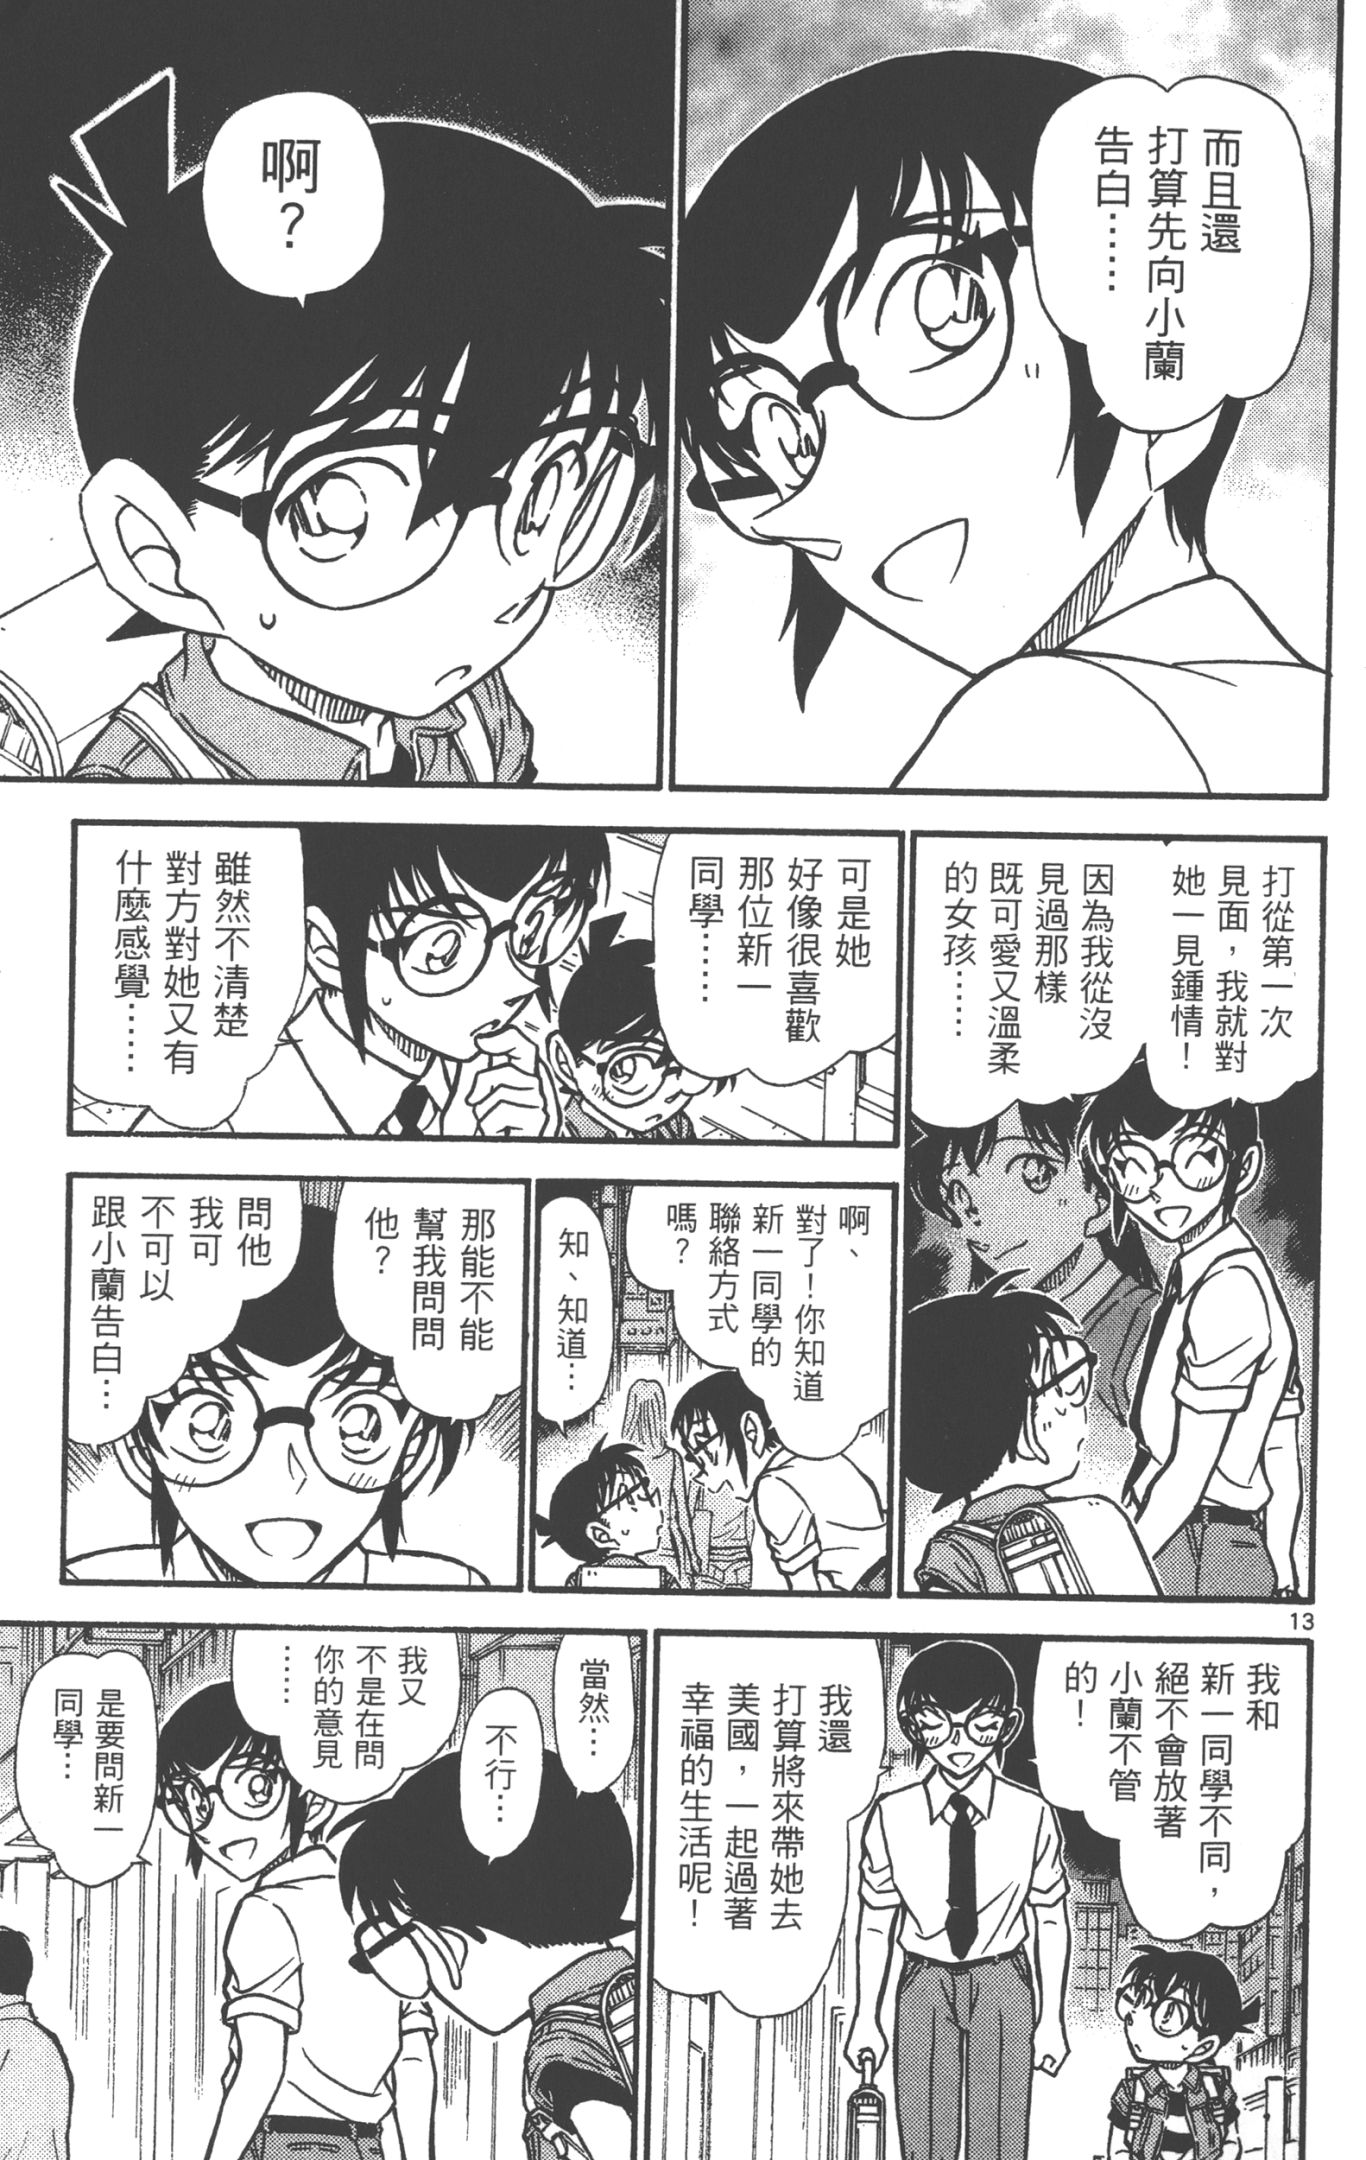 而且還
打算先向小蘭
告白……
啊?
打從第一次
見面，我就對
她一見鍾情!
因為我從沒
見過那樣
既可愛又溫柔
的女孩……
可是她
好像很喜歡
那位新一
同學……
雖然不清楚
對方對她又有
什麼感覺……
啊、
對了!你知道
新一同學的
聯絡方式
嗎?
知、知道…
那能不能
幫我問問
他?
問他
我可
不可以
跟小蘭告白…
13
我和
新一同學不同，
絕不會放著
小蘭不管
的!
我還
打算將來帶她去
美國，一起過著
幸福的生活呢!
當然…
不行…
我又
不是在問
你的意見
……
是要問新一
同學…